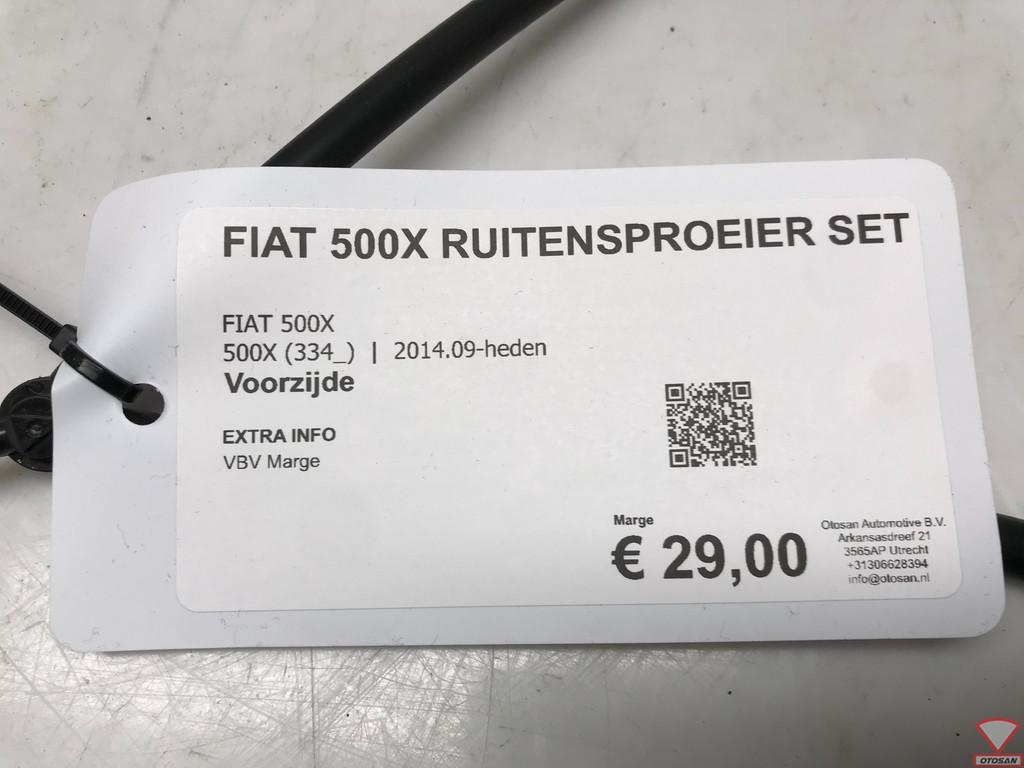 FIAT 500X RUITENSPROEIER SET
FIAT 500X
500X (334_) | 2014.09-heden
Voorzijde
EXTRA INFO
VBV Marge
Marge
€ 29,00
Otosan Automotive B.V.
Arkansasdreef 21
3565AP Utrecht
+31306628394
info@otosan.nl
OTOSAN